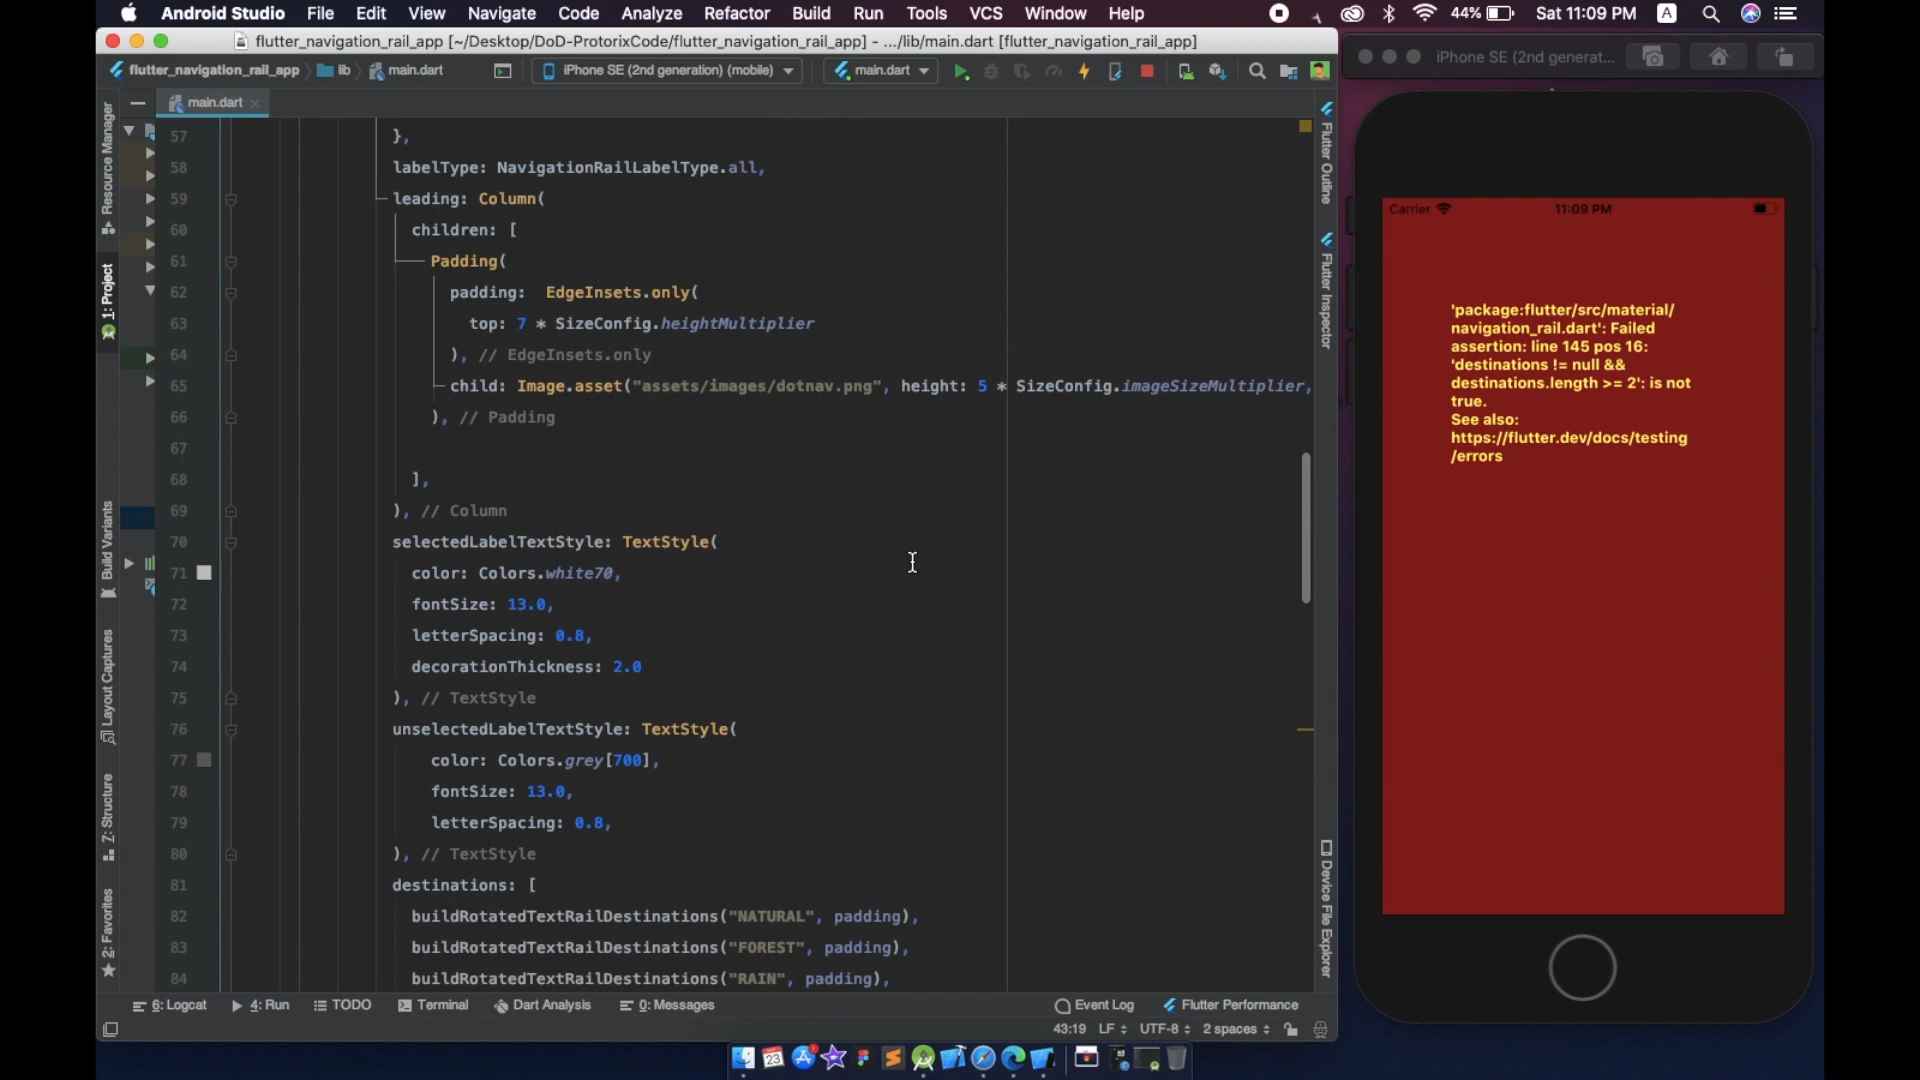 Android Studio File Edit View Navigate Code Analyze Refactor Build Run Tools VCS Window Help 44% Sat 11:09 PM A
flutter_navigation_rail_app [~/Desktop/DoD-ProtorixCode/flutter_navigation_rail_app] - .../lib/main.dart [flutter_navigation_rail_app]
flutter_navigation_rail_app lib main.dart iPhone SE (2nd generation) (mobile) main.dart
main.dart
57 },
58 labelType: NavigationRailLabelType.all,
59 leading: Column(
60 children: [
61 Padding(
62 padding: EdgeInsets.only(
63 top: 7 * SizeConfig.heightMultiplier
64 ), // EdgeInsets.only
65 child: Image.asset("assets/images/dotnav.png", height: 5 * SizeConfig.imageSizeMultiplier,
66 ), // Padding
67
68 ],
69 ), // Column
70 selectedLabelTextStyle: TextStyle(
71 color: Colors.white70,
72 fontSize: 13.0,
73 letterSpacing: 0.8,
74 decorationThickness: 2.0
75 ), // TextStyle
76 unselectedLabelTextStyle: TextStyle(
77 color: Colors.grey[700],
78 fontSize: 13.0,
79 letterSpacing: 0.8,
80 ), // TextStyle
81 destinations: [
82 buildRotatedTextRailDestinations("NATURAL", padding),
83 buildRotatedTextRailDestinations("FOREST", padding),
84 buildRotatedTextRailDestinations("RAIN", padding),
Resource Manager
1: Project
Build Variants
Layout Captures
Z: Structure
2: Favorites
Flutter Outline
Flutter Inspector
Device File Explorer
6: Logcat 4: Run TODO Terminal Dart Analysis 0: Messages Event Log Flutter Performance
43:19 LF UTF-8 2 spaces
23
iPhone SE (2nd generat...
Carrier 11:09 PM
'package:flutter/src/material/
navigation_rail.dart': Failed
assertion: line 145 pos 16:
'destinations != null &&
destinations.length >= 2': is not
true.
See also:
https://flutter.dev/docs/testing
/errors